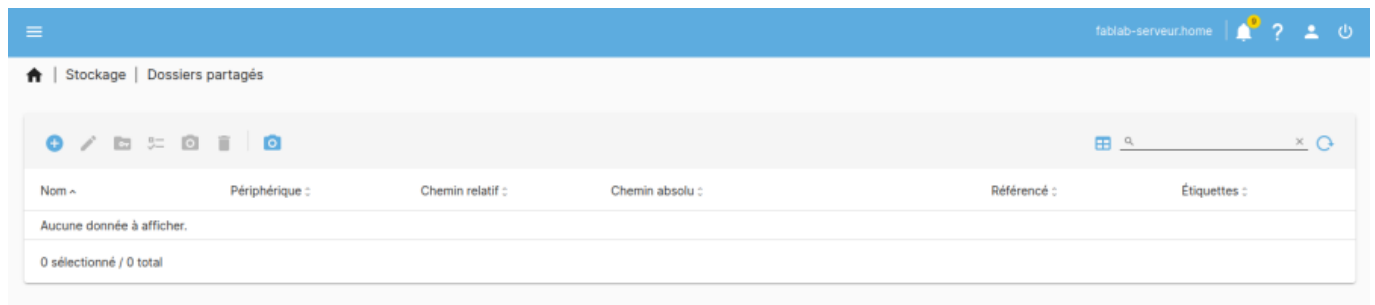 fablab-serveur.home
Stockage | Dossiers partagés
Nom Périphérique Chemin relatif Chemin absolu Référencé Étiquettes
Aucune donnée à afficher.
0 sélectionné / 0 total